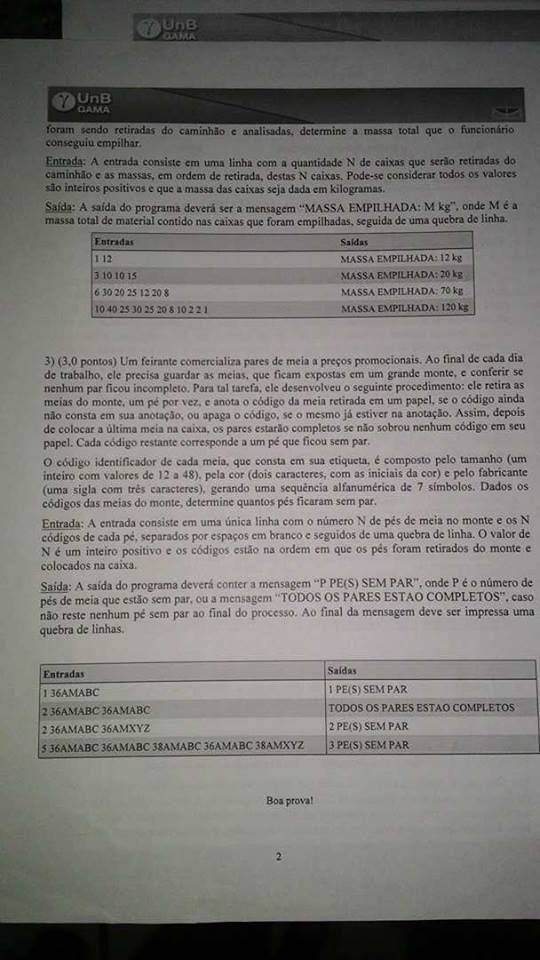 UnB
GAMA
UnB
GAMA
foram sendo retiradas do caminhão e analisadas, determine a massa total que o funcionário
conseguiu empilhar.
Entrada: A entrada consiste em uma linha com a quantidade N de caixas que serão retiradas do
caminhão e as massas, em ordem de retirada, destas N caixas. Pode-se considerar todos os valores
são inteiros positivos e que a massa das caixas seja dada em kilogramas.
Saída: A saída do programa deverá ser a mensagem “MASSA EMPILHADA: M kg”, onde M é a
massa total de material contido nas caixas que foram empilhadas, seguida de uma quebra de linha.
Entradas Saídas
1 12 MASSA EMPILHADA: 12 kg
3 10 10 15 MASSA EMPILHADA: 20 kg
6 30 20 25 12 20 8 MASSA EMPILHADA: 70 kg
10 40 25 30 25 20 8 10 2 2 1 MASSA EMPILHADA: 120 kg
3) (3,0 pontos) Um feirante comercializa pares de meia a preços promocionais. Ao final de cada dia
de trabalho, ele precisa guardar as meias, que ficam expostas em um grande monte, e conferir se
nenhum par ficou incompleto. Para tal tarefa, ele desenvolveu o seguinte procedimento: ele retira as
meias do monte, um pé por vez, e anota o código da meia retirada em um papel, se o código ainda
não consta em sua anotação, ou apaga o código, se o mesmo já estiver na anotação. Assim, depois
de colocar a última meia na caixa, os pares estarão completos se não sobrou nenhum código em seu
papel. Cada código restante corresponde a um pé que ficou sem par.
O código identificador de cada meia, que consta em sua etiqueta, é composto pelo tamanho (um
inteiro com valores de 12 a 48), pela cor (dois caracteres, com as iniciais da cor) e pelo fabricante
(uma sigla com três caracteres), gerando uma sequência alfanumérica de 7 símbolos. Dados os
códigos das meias do monte, determine quantos pés ficaram sem par.
Entrada: A entrada consiste em uma única linha com o número N de pés de meia no monte e os N
códigos de cada pé, separados por espaços em branco e seguidos de uma quebra de linha. O valor de
N é um inteiro positivo e os códigos estão na ordem em que os pés foram retirados do monte e
colocados na caixa.
Saída: A saída do programa deverá conter a mensagem “P PE(S) SEM PAR”, onde P é o número de
pés de meia que estão sem par, ou a mensagem “TODOS OS PARES ESTAO COMPLETOS”, caso
não reste nenhum pé sem par ao final do processo. Ao final da mensagem deve ser impressa uma
quebra de linhas.
Entradas Saídas
1 36AMABC 1 PE(S) SEM PAR
2 36AMABC 36AMABC TODOS OS PARES ESTAO COMPLETOS
2 36AMABC 36AMXYZ 2 PE(S) SEM PAR
5 36AMABC 36AMABC 38AMABC 36AMABC 38AMXYZ 3 PE(S) SEM PAR
Boa prova!
2